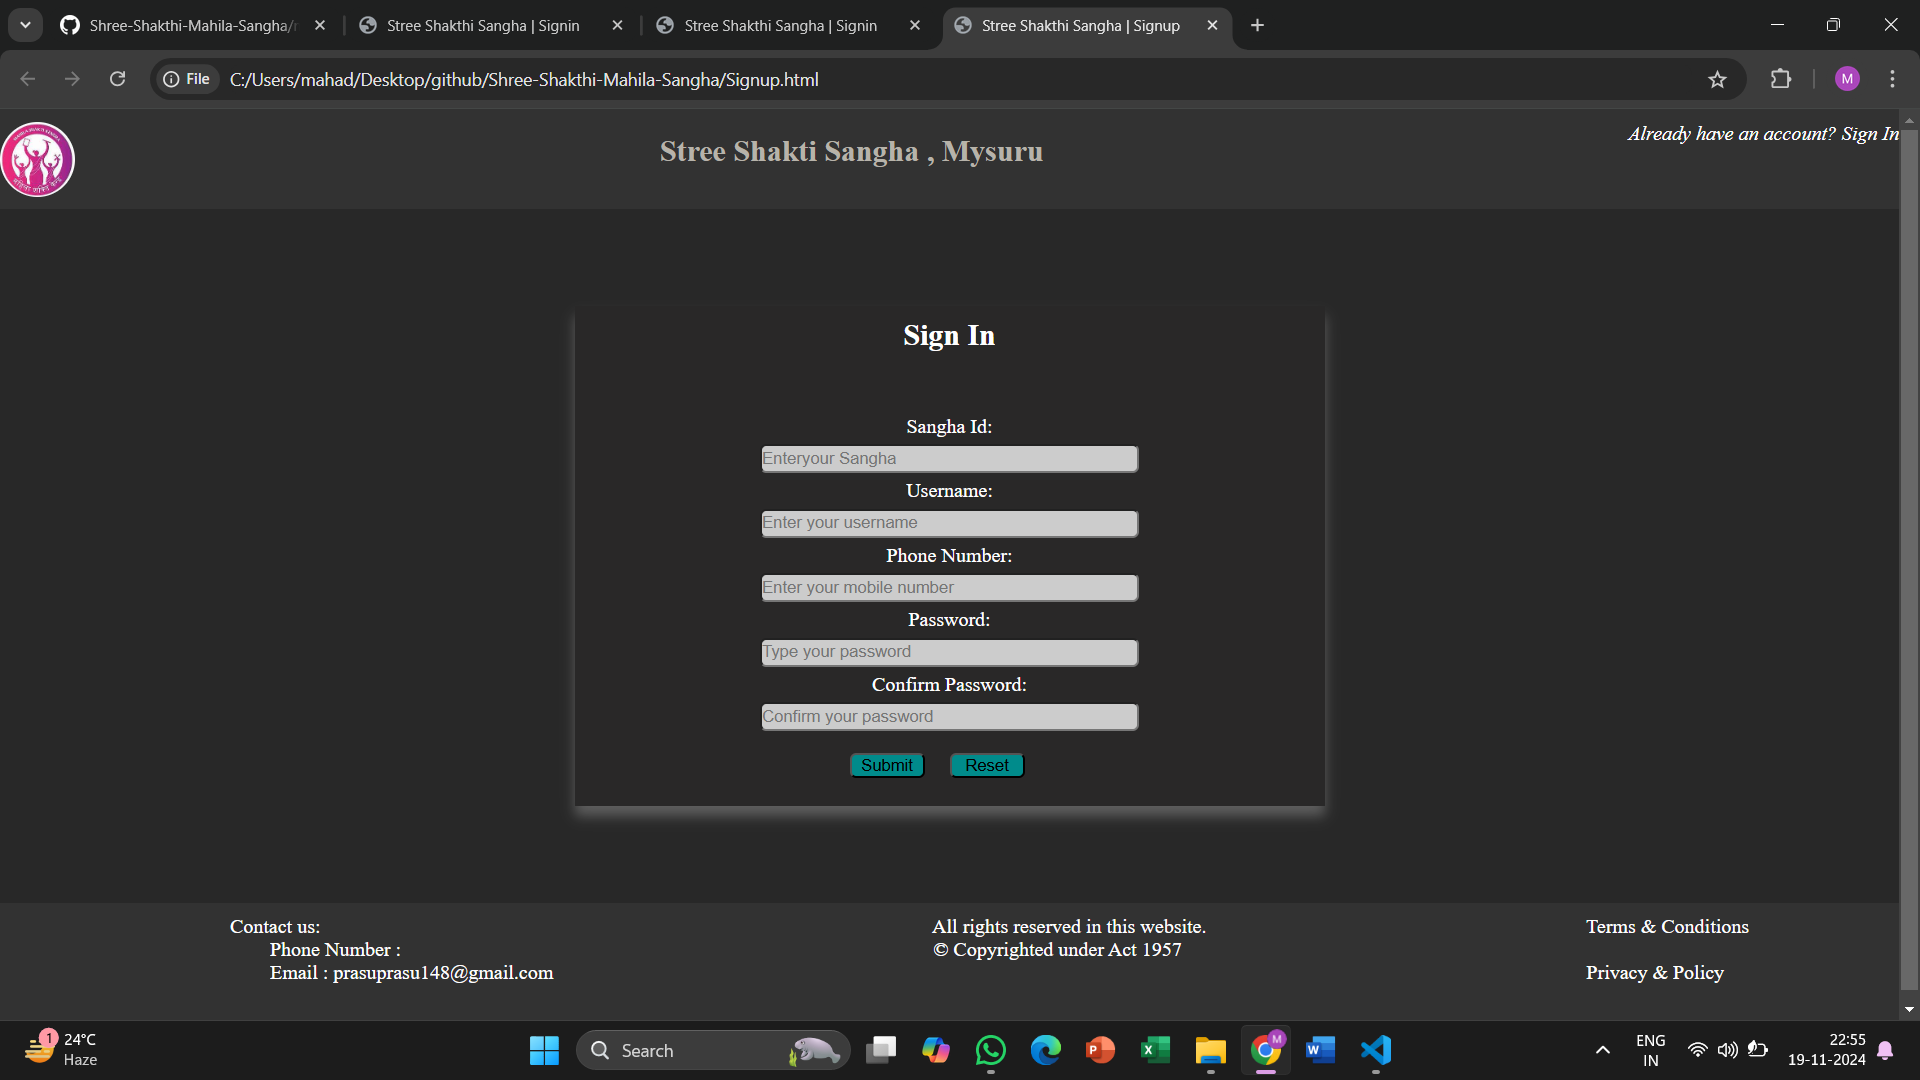 Shree-Shakthi-Mahila-Sangha/
Stree Shakthi Sangha | Signin
Stree Shakthi Sangha | Signin
Stree Shakthi Sangha | Signup
File
C:/Users/mahad/Desktop/github/Shree-Shakthi-Mahila-Sangha/Signup.html
M
Stree Shakti Sangha , Mysuru
Already have an account? Sign In
Sign In
Sangha Id:
Enteryour Sangha
Username:
Enter your username
Phone Number:
Enter your mobile number
Password:
Type your password
Confirm Password:
Confirm your password
Submit
Reset
Contact us:
Phone Number :
Email : prasuprasu148@gmail.com
All rights reserved in this website.
© Copyrighted under Act 1957
Terms & Conditions
Privacy & Policy
1
24°C
Haze
Search
M
ENG
IN
22:55
19-11-2024